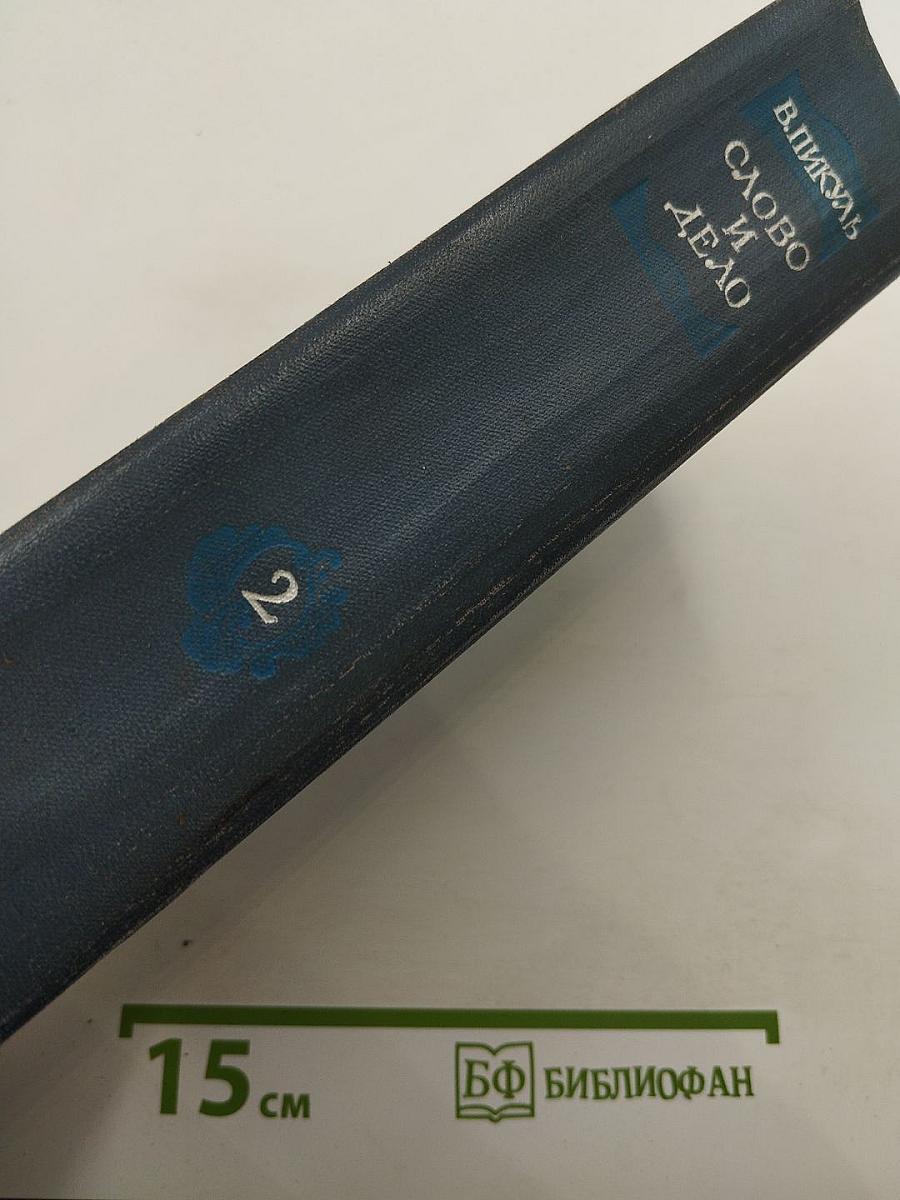 В.ПИКУЛЬ
СЛОВО
И
ДЕЛО
2
15 см
БФ БИБЛИОФАН